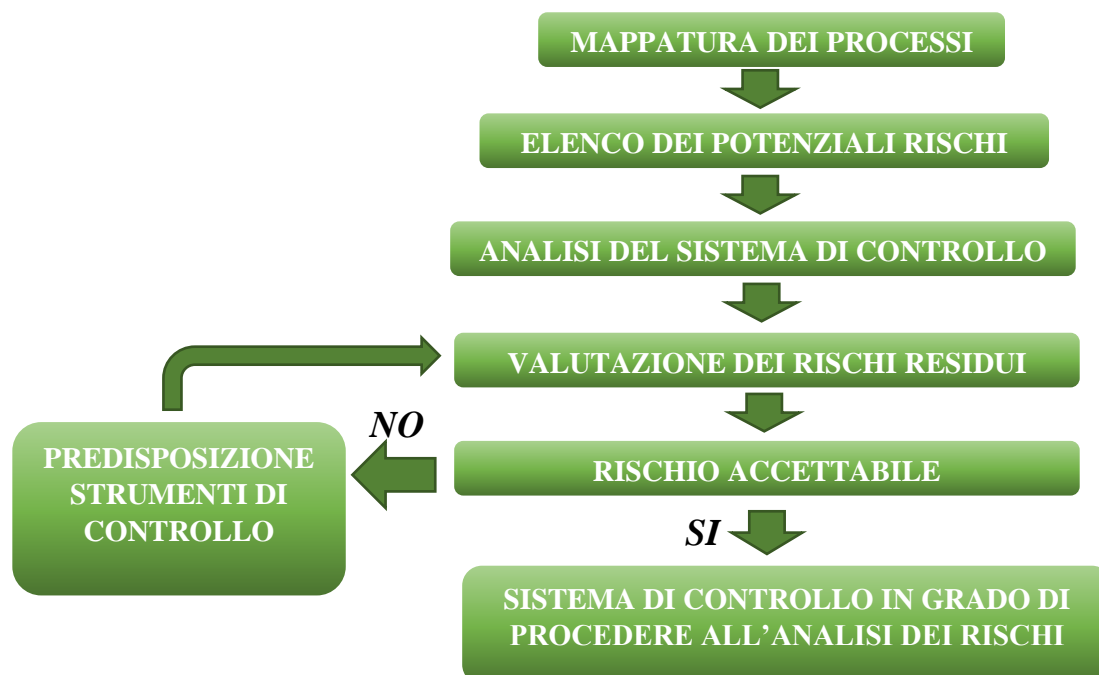 MAPPATURA DEI PROCESSI
ELENCO DEI POTENZIALI RISCHI
ANALISI DEL SISTEMA DI CONTROLLO
VALUTAZIONE DEI RISCHI RESIDUI
NO
PREDISPOSIZIONE
STRUMENTI DI
CONTROLLO
RISCHIO ACCETTABILE
SI
SISTEMA DI CONTROLLO IN GRADO DI
PROCEDERE ALL’ANALISI DEI RISCHI